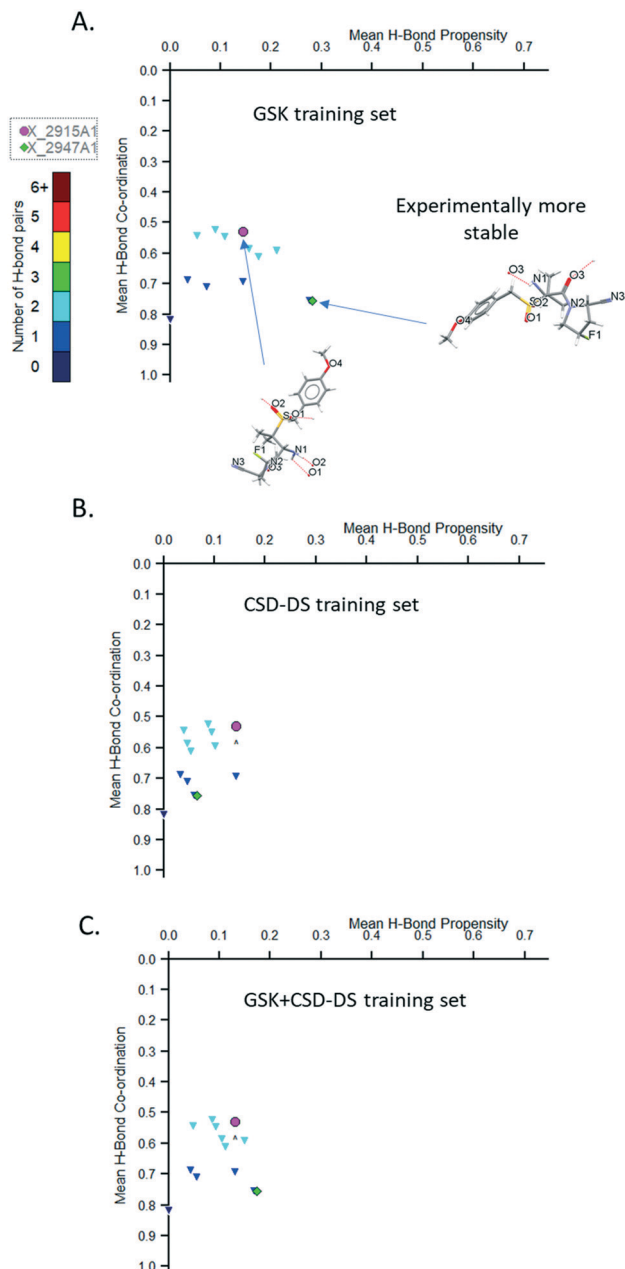 A.
Mean H-Bond Propensity
0.0 0.1 0.2 0.3 0.4 0.5 0.6 0.7
0.0
0.1
0.2
0.3
0.4
0.5
0.6
0.7
0.8
0.9
1.0
Mean H-Bond Co-ordination
GSK training set
X_2915A1
X_2947A1
Number of H-bond pairs
6+
5
4
3
2
1
0
Experimentally more
stable
O3 N1 O3
O4 S O2 N2 N3
O1 F1
O4
O2
S O1
F1 N1
N3 N2 O3 O2
O1
B.
Mean H-Bond Propensity
0.0 0.1 0.2 0.3 0.4 0.5 0.6 0.7
0.0
0.1
0.2
0.3
0.4
0.5
0.6
0.7
0.8
0.9
1.0
Mean H-Bond Co-ordination
CSD-DS training set
C.
Mean H-Bond Propensity
0.0 0.1 0.2 0.3 0.4 0.5 0.6 0.7
0.0
0.1
0.2
0.3
0.4
0.5
0.6
0.7
0.8
0.9
1.0
Mean H-Bond Co-ordination
GSK+CSD-DS training set